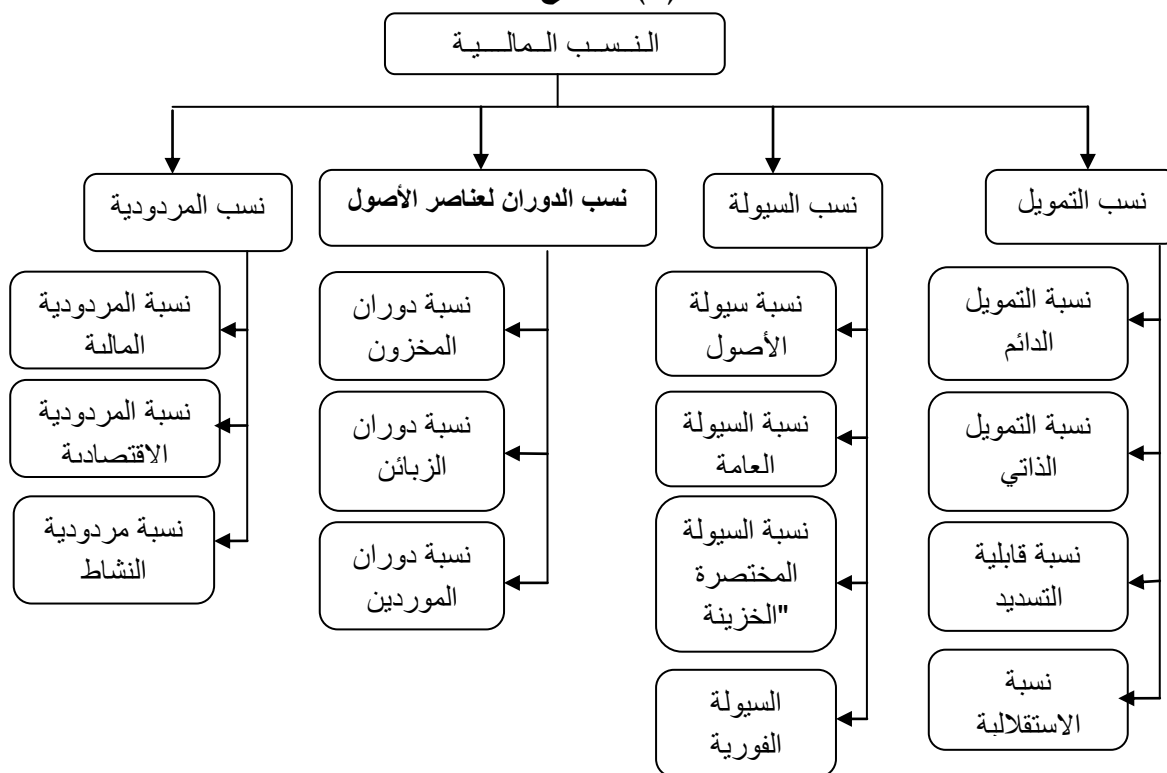 النـسـب الـمـالـــيـة
نسب التمويل
نسب السيولة
نسب الدوران لعناصر الأصول
نسب المردودية
نسبة التمويل
الدائم
نسبة التمويل
الذاتي
نسبة قابلية
التسديد
نسبة
الاستقلالية
نسبة سيولة
الأصول
نسبة السيولة
العامة
نسبة السيولة
المختصرة
"الخزينة
السيولة
الفورية
نسبة دوران
المخزون
نسبة دوران
الزبائن
نسبة دوران
الموردين
نسبة المردودية
المالية
نسبة المردودية
الاقتصادية
نسبة مردودية
النشاط